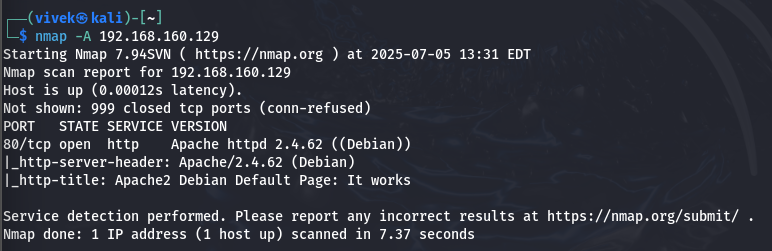 ┌──(vivek㉿kali)-[~]
└─$ nmap -A 192.168.160.129
Starting Nmap 7.94SVN ( https://nmap.org ) at 2025-07-05 13:31 EDT
Nmap scan report for 192.168.160.129
Host is up (0.00012s latency).
Not shown: 999 closed tcp ports (conn-refused)
PORT   STATE SERVICE VERSION
80/tcp open  http    Apache httpd 2.4.62 ((Debian))
|_http-server-header: Apache/2.4.62 (Debian)
|_http-title: Apache2 Debian Default Page: It works

Service detection performed. Please report any incorrect results at https://nmap.org/submit/ .
Nmap done: 1 IP address (1 host up) scanned in 7.37 seconds